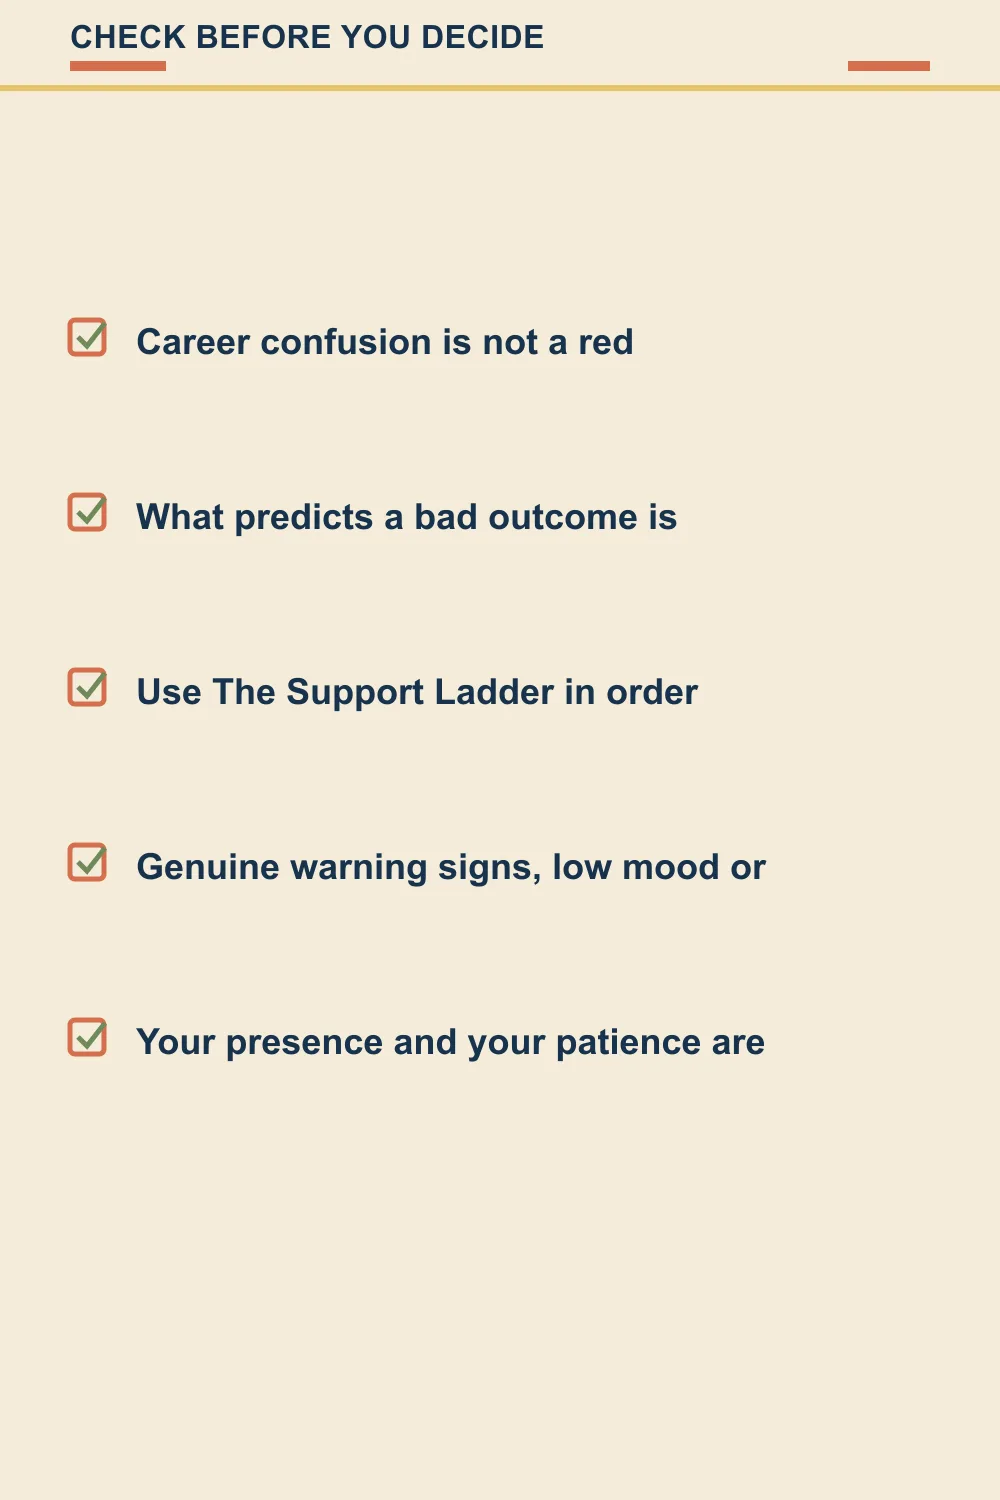 CHECK BEFORE YOU DECIDE
Career confusion is not a red
What predicts a bad outcome is
Use The Support Ladder in order
Genuine warning signs, low mood or
Your presence and your patience are